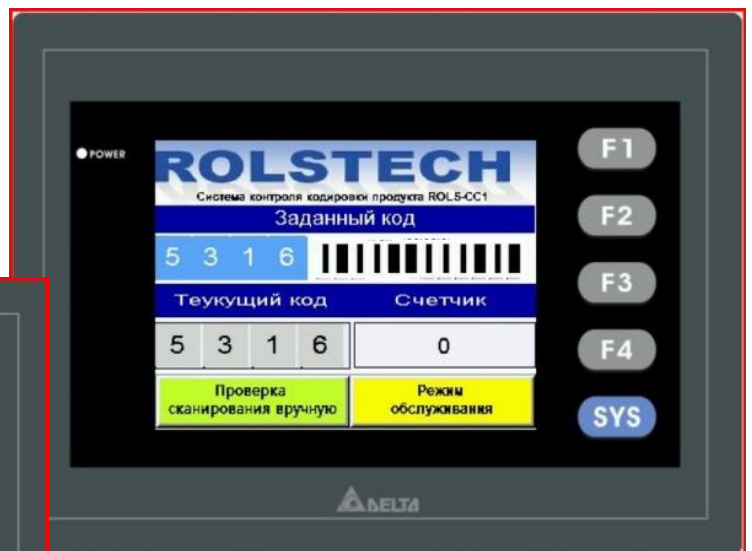 POWER
ROLSTECH
Система контроля кодировки продукта ROLS-CC1
Заданный код
5 3 1 6
Теукущий код Счетчик
5 3 1 6 0
Проверка
сканирования вручную
Режим
обслуживания
F1
F2
F3
F4
SYS
DELTA